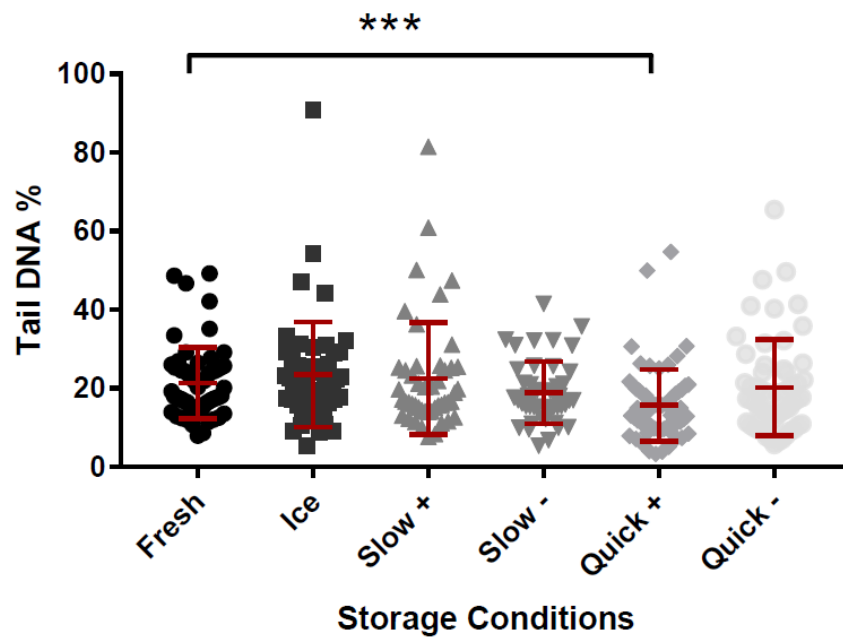 ***
100
80
60
40
20
0
Tail DNA %
Fresh
Ice
Slow +
Slow -
Quick +
Quick -
Storage Conditions